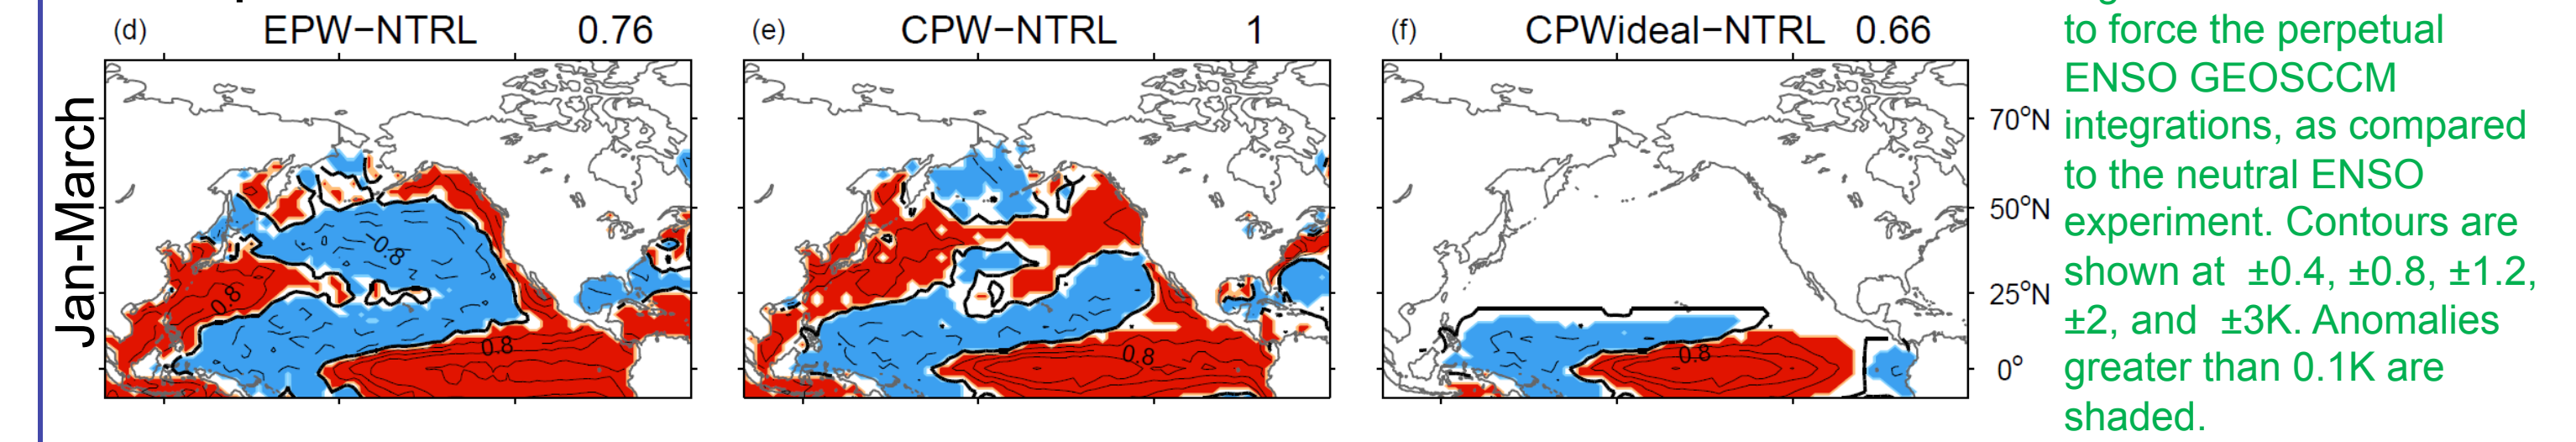 (d) EPW−NTRL 0.76
(e) CPW−NTRL 1
(f) CPWideal−NTRL 0.66
Jan-March
0.8
0.8
0.8
0.8
0.8
70°N
50°N
25°N
0°
to force the perpetual
ENSO GEOSCCM
integrations, as compared
to the neutral ENSO
experiment. Contours are
shown at ±0.4, ±0.8, ±1.2,
±2, and ±3K. Anomalies
greater than 0.1K are
shaded.